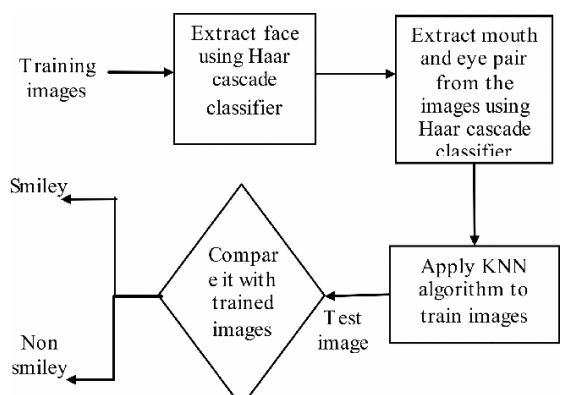 Training
images
Extract face
using Haar
cascade
classifier
Extract mouth
and eye pair
from the
images using
Haar cascade
classifier
Apply KNN
algorithm to
train images
Test
image
Compar
e it with
trained
images
Smiley
Non
smiley